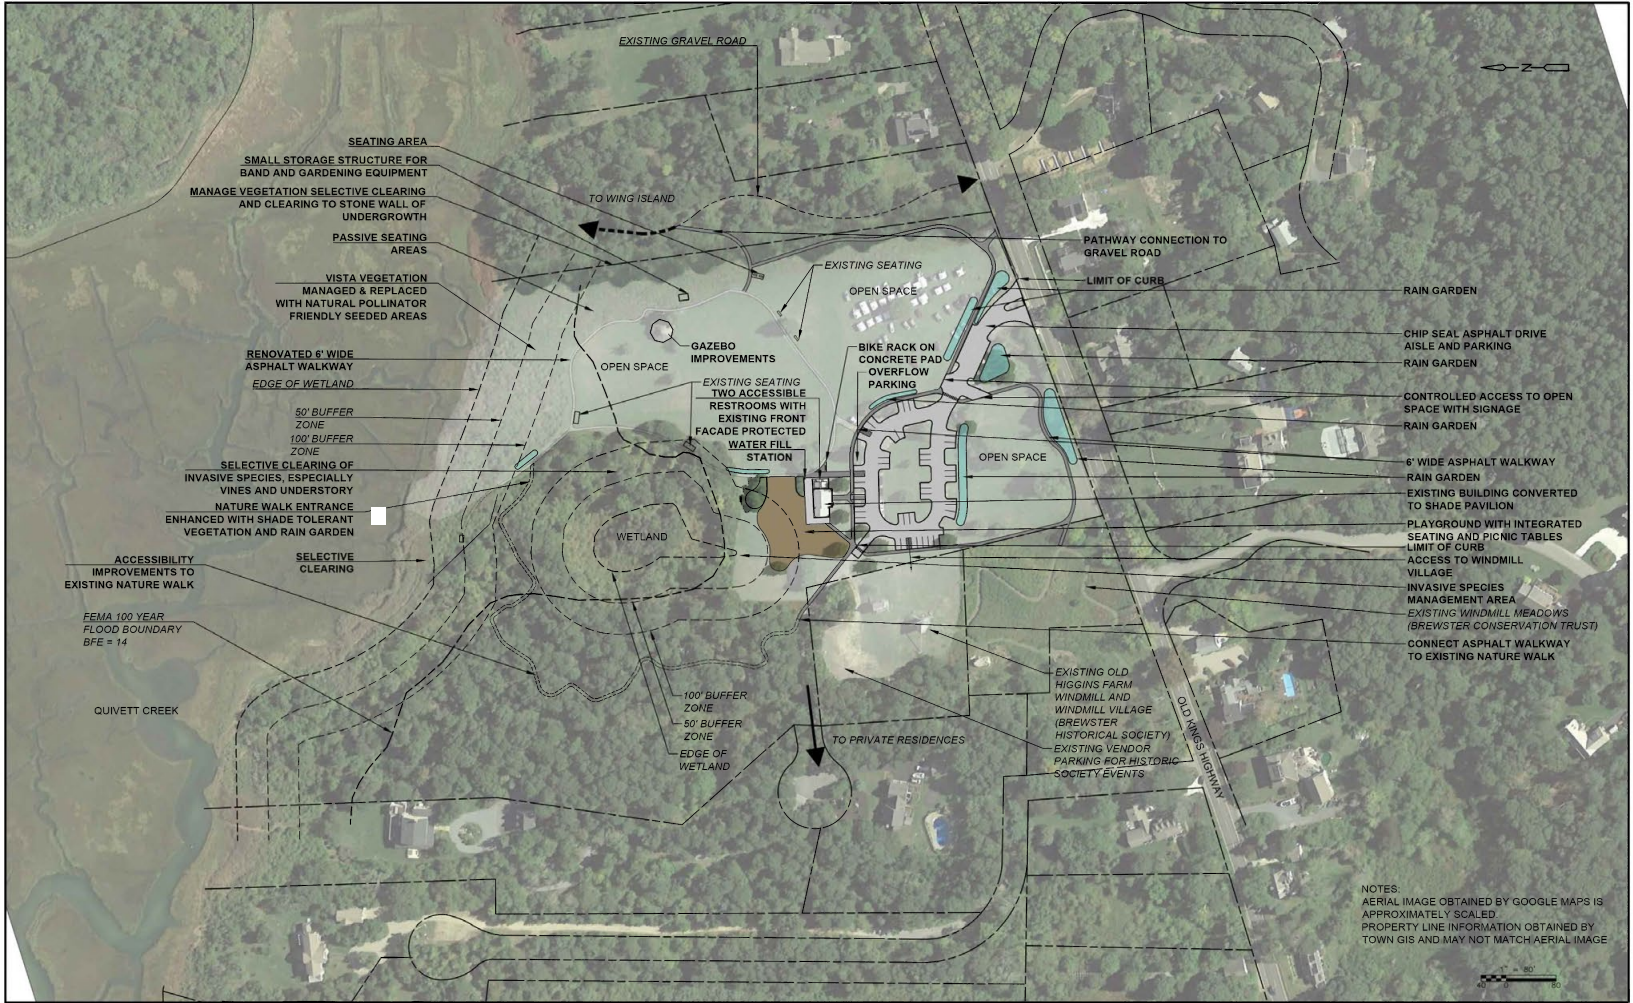 EXISTING GRAVEL ROAD
N
SEATING AREA
SMALL STORAGE STRUCTURE FOR
BAND AND GARDENING EQUIPMENT
MANAGE VEGETATION SELECTIVE CLEARING
AND CLEARING TO STONE WALL OF
UNDERGROWTH
PASSIVE SEATING
AREAS
VISTA VEGETATION
MANAGED & REPLACED
WITH NATURAL POLLINATOR
FRIENDLY SEEDED AREAS
RENOVATED 6' WIDE
ASPHALT WALKWAY
EDGE OF WETLAND
50' BUFFER
ZONE
100' BUFFER
ZONE
SELECTIVE CLEARING OF
INVASIVE SPECIES, ESPECIALLY
VINES AND UNDERSTORY
NATURE WALK ENTRANCE
ENHANCED WITH SHADE TOLERANT
VEGETATION AND RAIN GARDEN
SELECTIVE
CLEARING
ACCESSIBILITY
IMPROVEMENTS TO
EXISTING NATURE WALK
FEMA 100 YEAR
FLOOD BOUNDARY
BFE = 14
QUIVETT CREEK
TO WING ISLAND
EXISTING SEATING
OPEN SPACE
GAZEBO
IMPROVEMENTS
OPEN SPACE
EXISTING SEATING
TWO ACCESSIBLE
RESTROOMS WITH
EXISTING FRONT
FACADE PROTECTED
WATER FILL
STATION
BIKE RACK ON
CONCRETE PAD
OVERFLOW
PARKING
OPEN SPACE
WETLAND
100' BUFFER
ZONE
50' BUFFER
ZONE
EDGE OF
WETLAND
TO PRIVATE RESIDENCES
PATHWAY CONNECTION TO
GRAVEL ROAD
LIMIT OF CURB
RAIN GARDEN
CHIP SEAL ASPHALT DRIVE
AISLE AND PARKING
RAIN GARDEN
CONTROLLED ACCESS TO OPEN
SPACE WITH SIGNAGE
RAIN GARDEN
6' WIDE ASPHALT WALKWAY
RAIN GARDEN
EXISTING BUILDING CONVERTED
TO SHADE PAVILION
PLAYGROUND WITH INTEGRATED
SEATING AND PICNIC TABLES
LIMIT OF CURB
ACCESS TO WINDMILL
VILLAGE
INVASIVE SPECIES
MANAGEMENT AREA
EXISTING WINDMILL MEADOWS
(BREWSTER CONSERVATION TRUST)
CONNECT ASPHALT WALKWAY
TO EXISTING NATURE WALK
EXISTING OLD
HIGGINS FARM
WINDMILL AND
WINDMILL VILLAGE
(BREWSTER
HISTORICAL SOCIETY)
EXISTING VENDOR
PARKING FOR HISTORIC
SOCIETY EVENTS
OLD KINGS HIGHWAY
NOTES:
AERIAL IMAGE OBTAINED BY GOOGLE MAPS IS
APPROXIMATELY SCALED.
PROPERTY LINE INFORMATION OBTAINED BY
TOWN GIS AND MAY NOT MATCH AERIAL IMAGE
1" = 80'
40 0 80